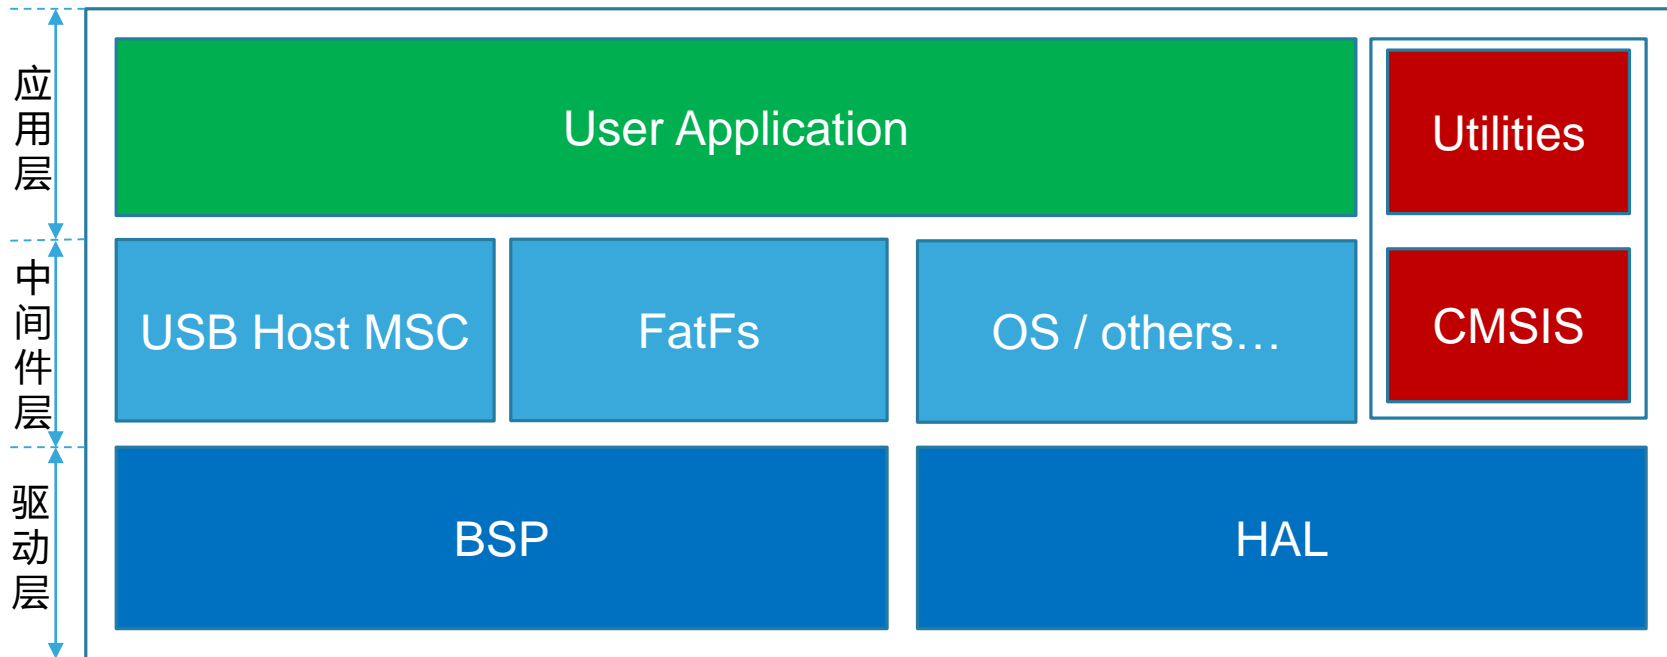 应用层
User Application
Utilities
中间件层
USB Host MSC
FatFs
OS / others…
CMSIS
驱动层
BSP
HAL